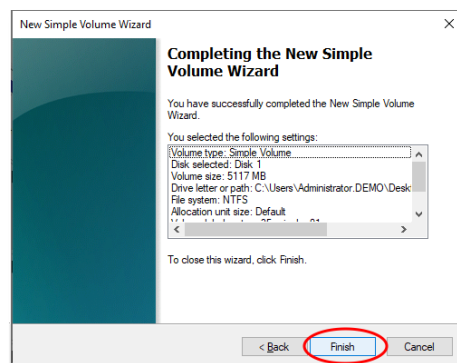 New Simple Volume Wizard
Completing the New Simple
Volume Wizard
You have successfully completed the New Simple Volume
Wizard.
You selected the following settings:
Volume type: Simple Volume
Disk selected: Disk 1
Volume size: 5117 MB
Drive letter or path: C:\Users\Administrator.DEMO\Desk
File system: NTFS
Allocation unit size: Default
To close this wizard, click Finish.
< Back
Finish
Cancel